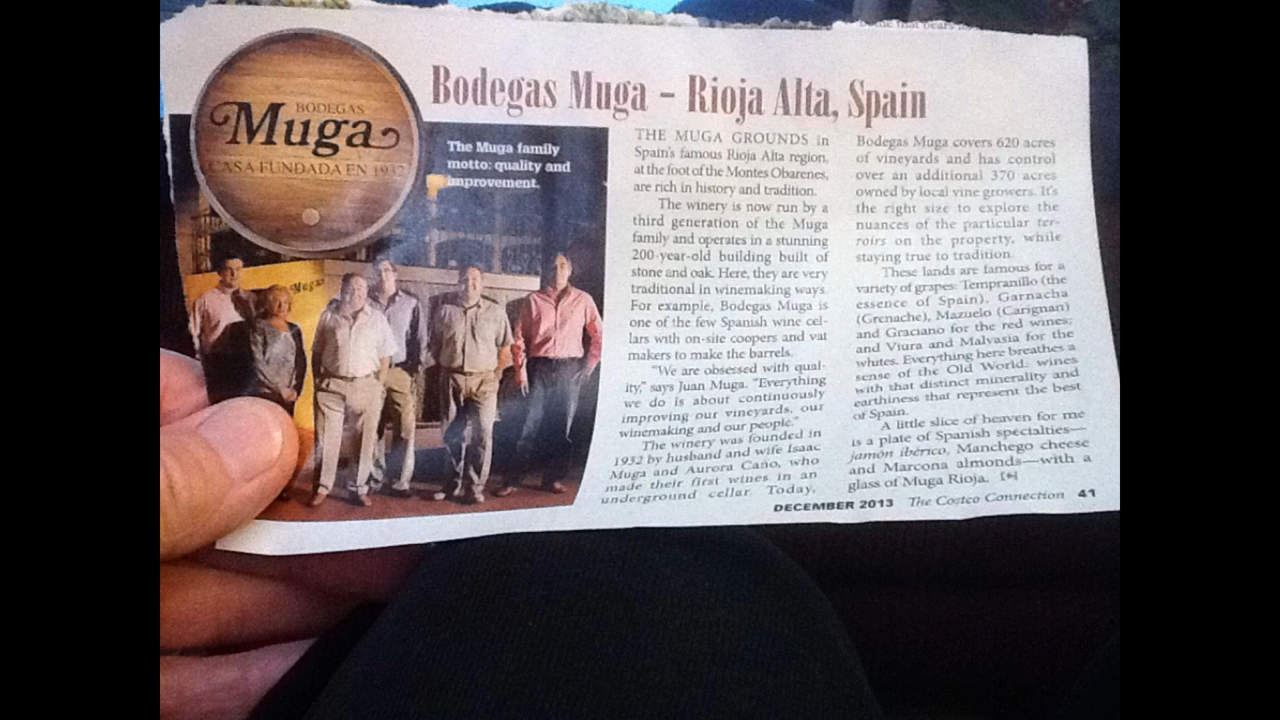 Bodegas Muga – Rioja Alta, Spain
BODEGAS
Muga
CASA FUNDADA EN 1932
The Muga family
motto: quality and
improvement.
Muga
THE MUGA GROUNDS in
Spain's famous Rioja Alta region,
at the foot of the Montes Obarenes,
are rich in history and tradition.
The winery is now run by a
third generation of the Muga
family and operates in a stunning
200-year-old building built of
stone and oak. Here, they are very
traditional in winemaking ways.
For example, Bodegas Muga is
one of the few Spanish wine cel-
lars with on-site coopers and vat
makers to make the barrels.
"We are obsessed with qual-
ity," says Juan Muga. "Everything
we do is about continuously
improving our vineyards, our
winemaking and our people."
The winery was founded in
1932 by husband and wife Isaac
Muga and Aurora Caño, who
made their first wines in an
underground cellar. Today,
Bodegas Muga covers 620 acres
of vineyards and has control
over an additional 370 acres
owned by local vine growers. It's
the right size to explore the
nuances of the particular ter-
roirs on the property, while
staying true to tradition.
These lands are famous for a
variety of grapes: Tempranillo (the
essence of Spain), Garnacha
(Grenache), Mazuelo (Carignan)
and Graciano for the red wines;
and Viura and Malvasia for the
whites. Everything here breathes a
sense of the Old World: wines
with that distinct minerality and
earthiness that represent the best
of Spain.
A little slice of heaven for me
is a plate of Spanish specialties—
jamón ibérico, Manchego cheese
and Marcona almonds—with a
glass of Muga Rioja.
DECEMBER 2013 The Costco Connection 41